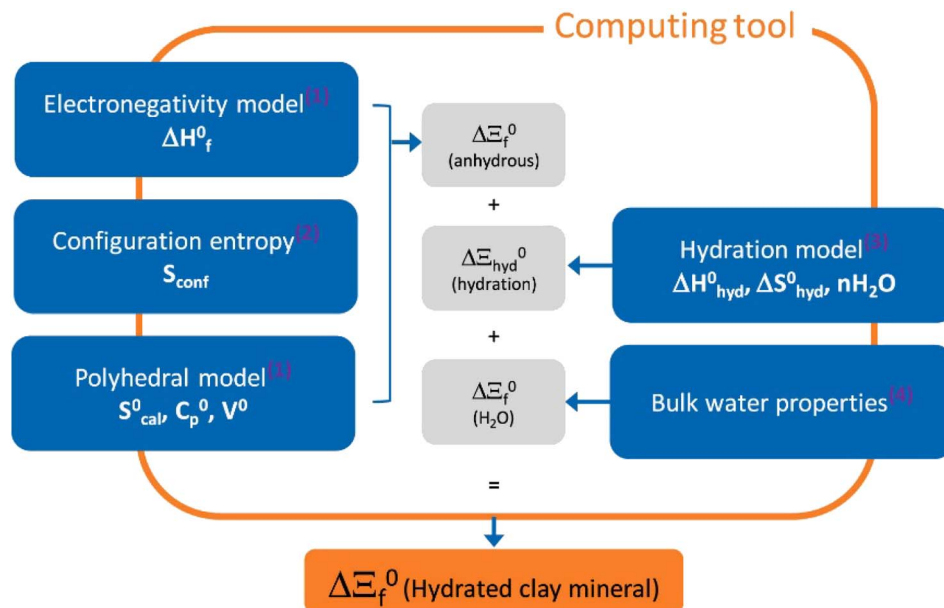 Computing tool
Electronegativity model(1)
ΔH⁰f
Configuration entropy(2)
Sconf
Polyhedral model(1)
S⁰cal, Cp⁰, V⁰
ΔΞf⁰
(anhydrous)
+
ΔΞhyd⁰
(hydration)
+
ΔΞf⁰
(H₂O)
=
Hydration model(3)
ΔH⁰hyd, ΔS⁰hyd, nH₂O
Bulk water properties(4)
ΔΞf⁰ (Hydrated clay mineral)